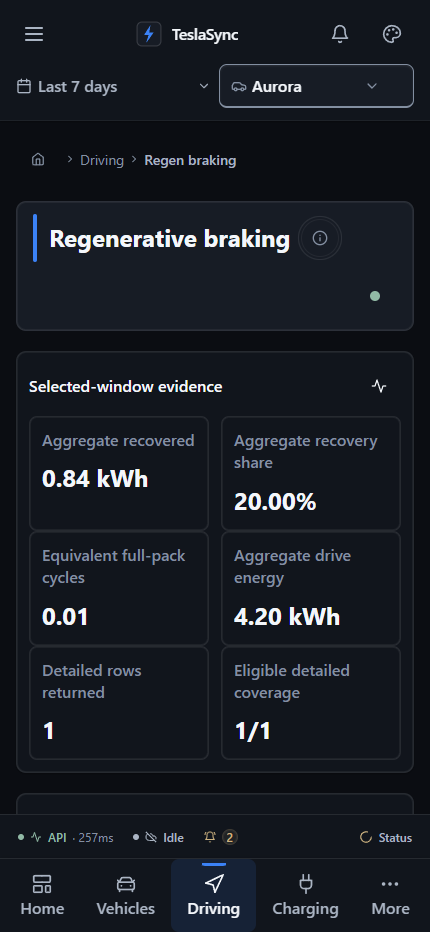 TeslaSync
Last 7 days
Aurora
Driving
Regen braking
Regenerative braking
Selected-window evidence
Aggregate recovered
0.84 kWh
Aggregate recovery
share
20.00%
Equivalent full-pack
cycles
0.01
Aggregate drive
energy
4.20 kWh
Detailed rows
returned
1
Eligible detailed
coverage
1/1
API · 257ms
Idle
2
Status
Home
Vehicles
Driving
Charging
More